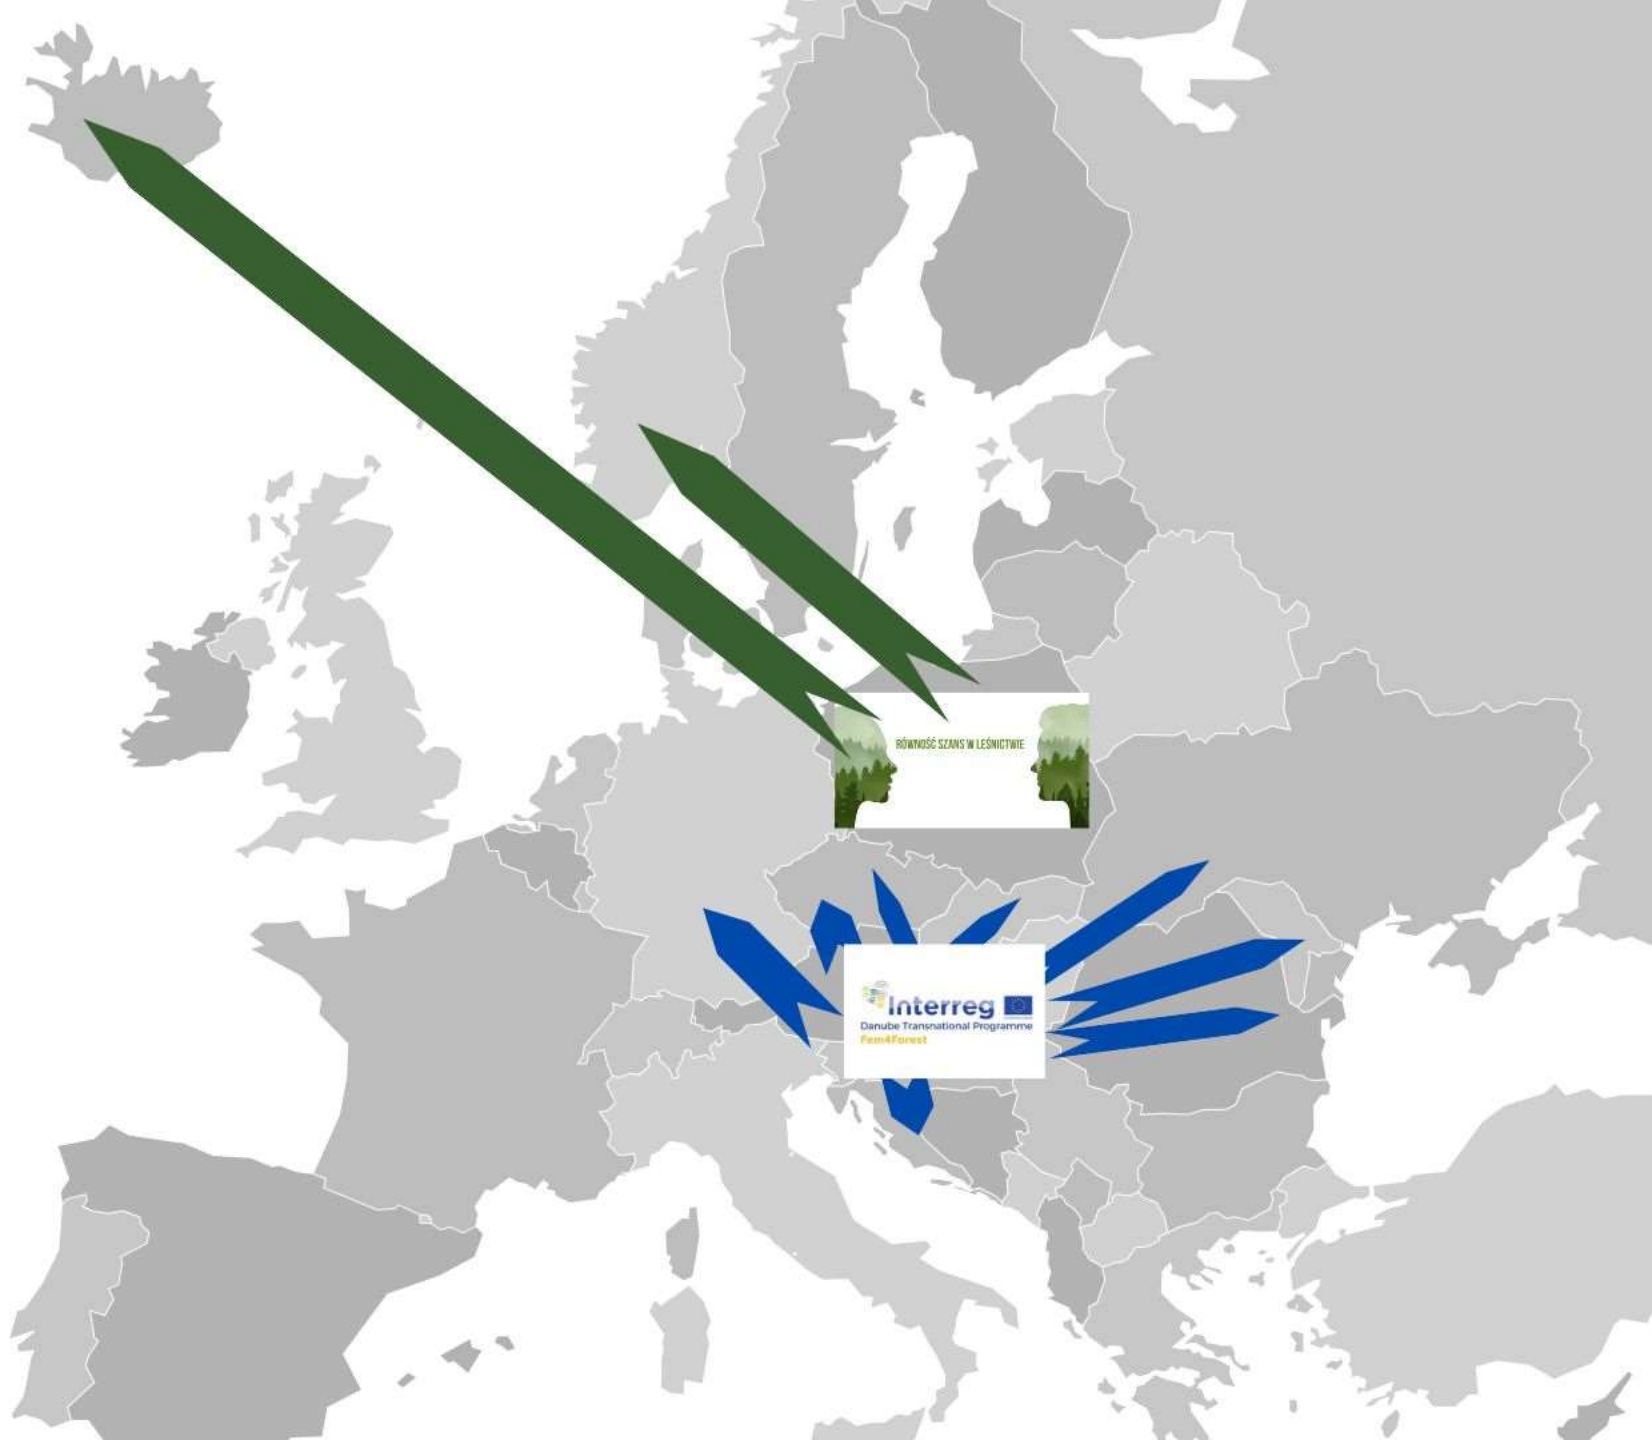 RÓWNOŚĆ SZANS W LEŚNICTWIE
Interreg
Danube Transnational Programme
Fem4Forest